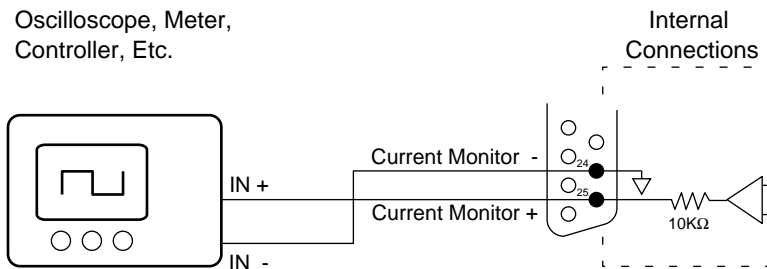 Oscilloscope, Meter,
Controller, Etc.
Internal
Connections
Current Monitor -
24
IN +
25
Current Monitor +
10KΩ
IN -